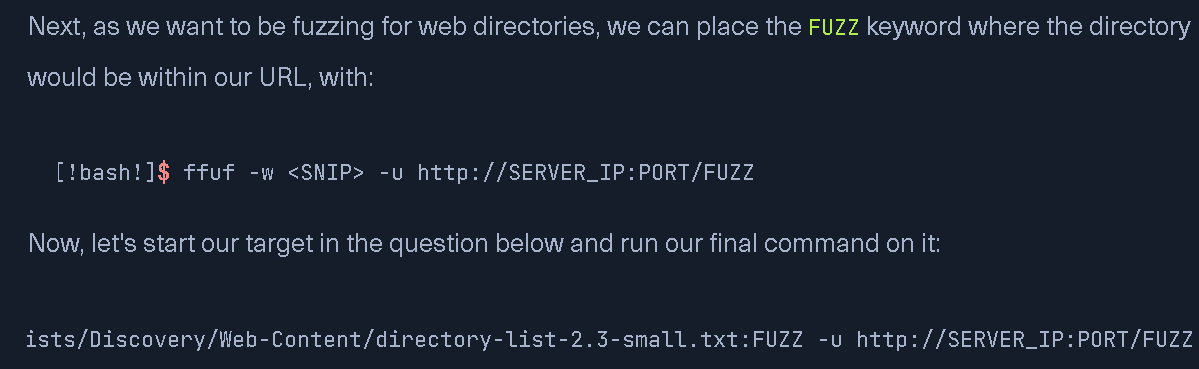 Next, as we want to be fuzzing for web directories, we can place the FUZZ keyword where the directory
would be within our URL, with:
[!bash!]$ ffuf -w <SNIP> -u http://SERVER_IP:PORT/FUZZ
Now, let's start our target in the question below and run our final command on it:
ists/Discovery/Web-Content/directory-list-2.3-small.txt:FUZZ -u http://SERVER_IP:PORT/FUZZ